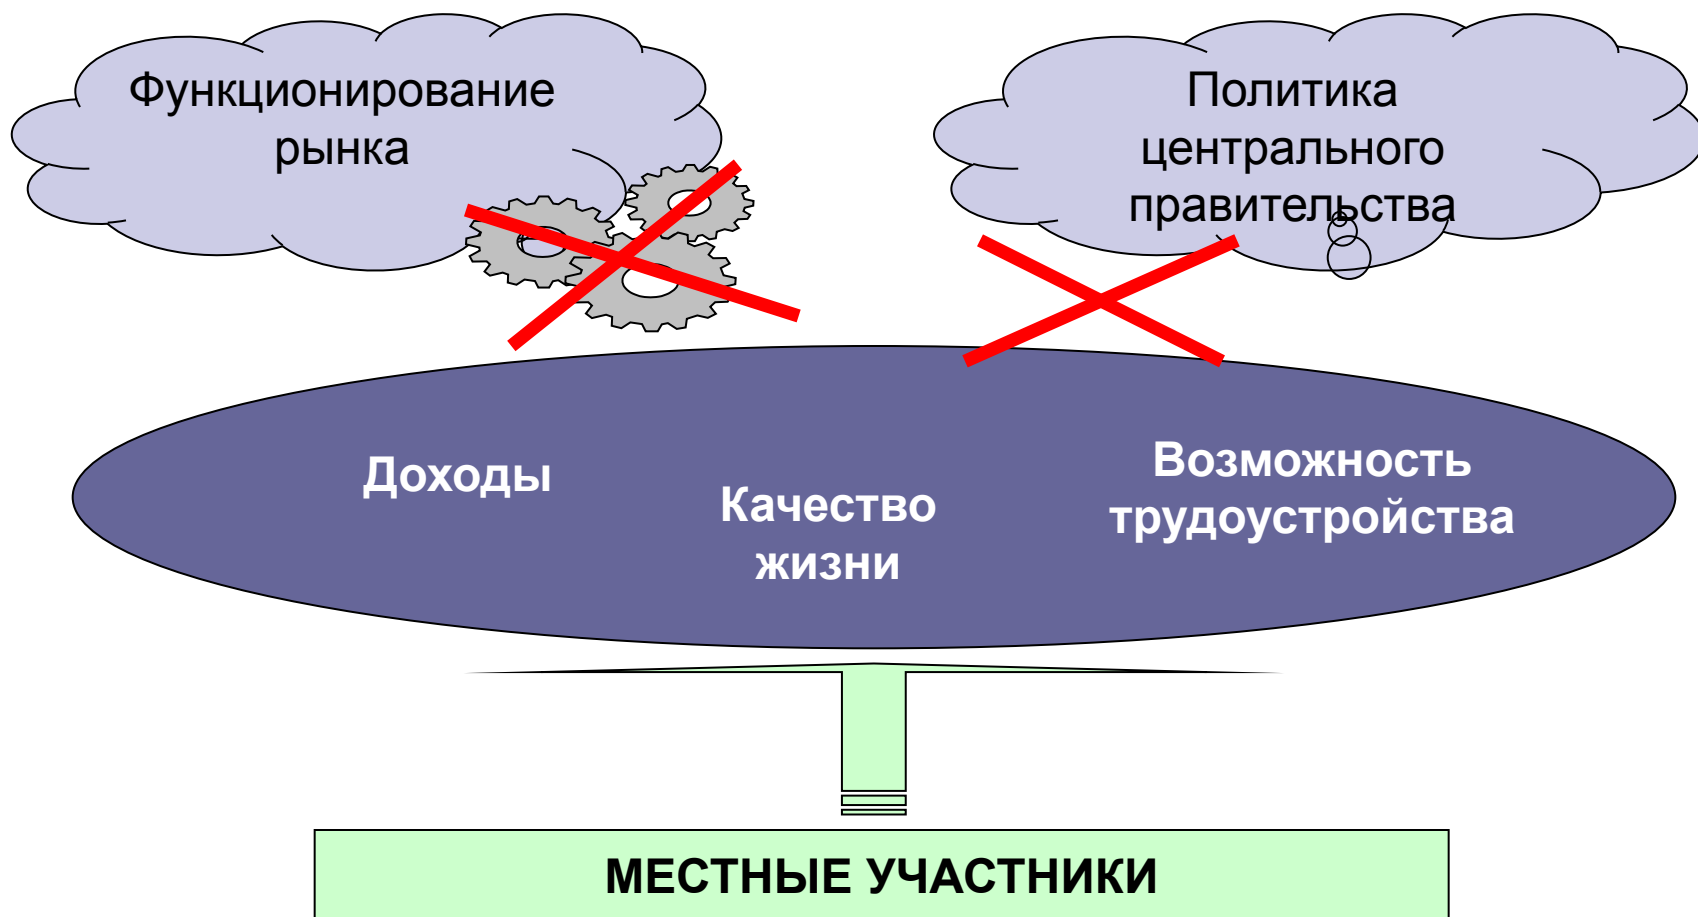 Функционирование
рынка
Политика
центрального
правительства
Доходы
Качество
жизни
Возможность
трудоустройства
МЕСТНЫЕ УЧАСТНИКИ